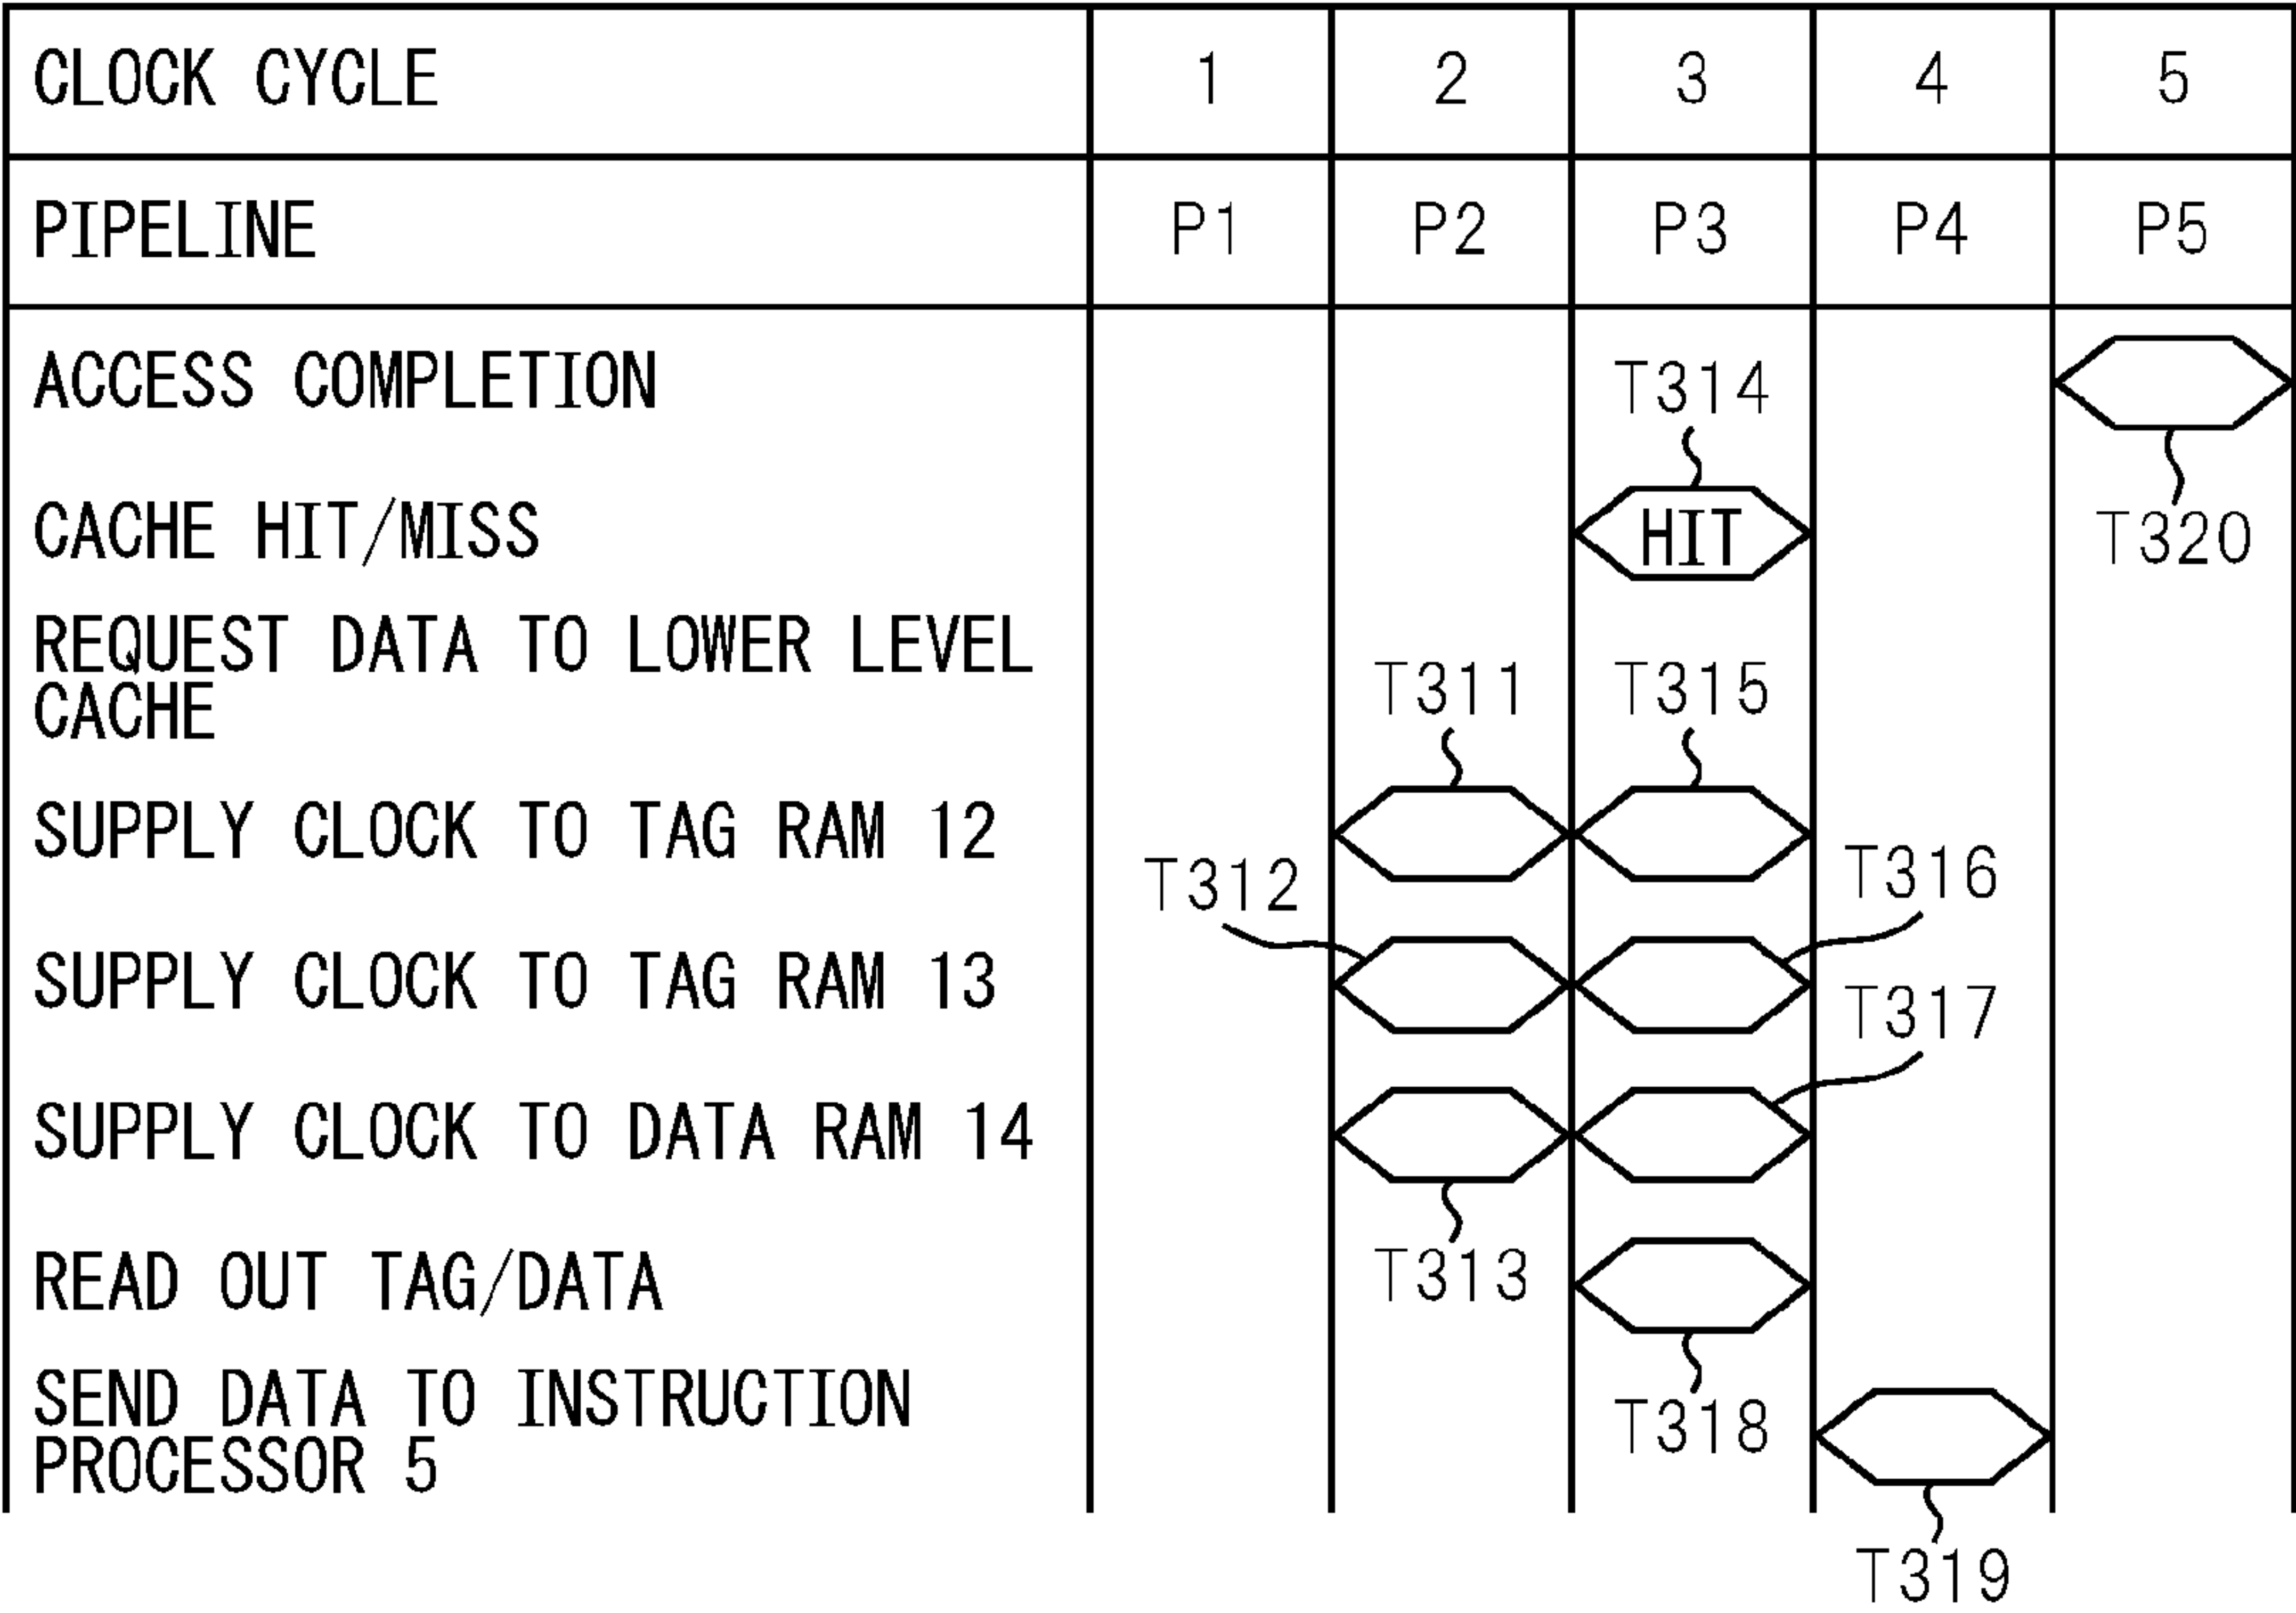 CLOCK CYCLE 1 2 3 4 5
PIPELINE P1 P2 P3 P4 P5
ACCESS COMPLETION T314
CACHE HIT/MISS HIT T320
REQUEST DATA TO LOWER LEVEL
CACHE T311 T315
SUPPLY CLOCK TO TAG RAM 12
T312 T316
SUPPLY CLOCK TO TAG RAM 13
T317
SUPPLY CLOCK TO DATA RAM 14
READ OUT TAG/DATA T313
SEND DATA TO INSTRUCTION T318
PROCESSOR 5
T319